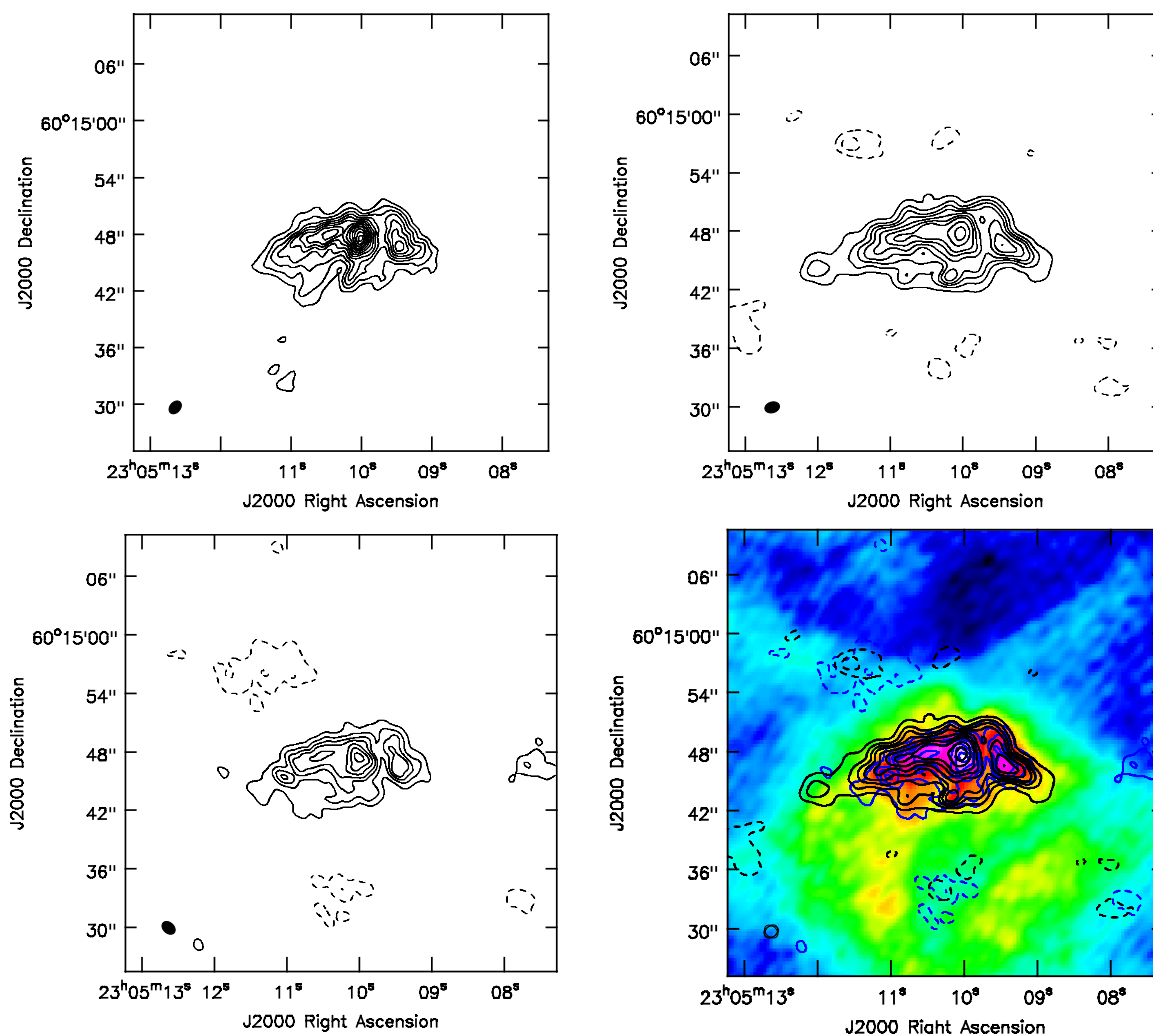 06"
60°15'00"
54"
48"
42"
36"
30"
J2000 Declination
23ʰ05ᵐ13ˢ
11ˢ
10ˢ
09ˢ
08ˢ
J2000 Right Ascension
06"
60°15'00"
54"
48"
42"
36"
30"
J2000 Declination
23ʰ05ᵐ13ˢ
12ˢ
11ˢ
10ˢ
09ˢ
08ˢ
J2000 Right Ascension
06"
60°15'00"
54"
48"
42"
36"
30"
J2000 Declination
23ʰ05ᵐ13ˢ
12ˢ
11ˢ
10ˢ
09ˢ
08ˢ
J2000 Right Ascension
06"
60°15'00"
54"
48"
42"
36"
30"
J2000 Declination
23ʰ05ᵐ13ˢ
12ˢ
11ˢ
10ˢ
09ˢ
08ˢ
J2000 Right Ascension